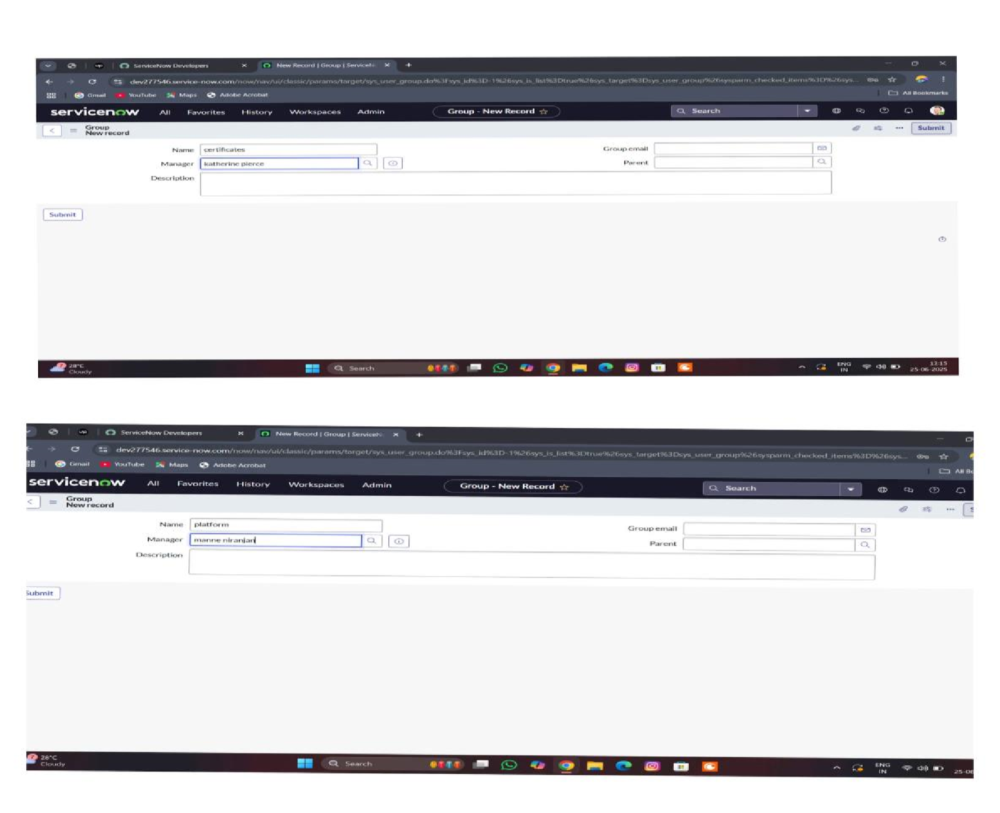 ServiceNow Developers
New Record | Group | ServiceN
dev277546.service-now.com/now/nav/ui/classic/params/target/sys_user_group.do%3Fsys_id%3D-1%26sys_is_list%3Dtrue%26sys_target%3Dsys_user_group%26sysparm_checked_items%3D%26sys...
Gmail YouTube Maps Adobe Acrobat All Bookmarks
servicenow All Favorites History Workspaces Admin Group - New Record Search
Group
New record
Submit
Name certificates Group email
Manager katherine pierce Parent
Description
Submit
28°C
Cloudy
Search
ENG
IN
12:15
25-06-2025
ServiceNow Developers
New Record | Group | ServiceN
dev277546.service-now.com/now/nav/ui/classic/params/target/sys_user_group.do%3Fsys_id%3D-1%26sys_is_list%3Dtrue%26sys_target%3Dsys_user_group%26sysparm_checked_items%3D%26sys...
Gmail YouTube Maps Adobe Acrobat All Bo
servicenow All Favorites History Workspaces Admin Group - New Record Search
Group
New record
S
Name platform Group email
Manager manne niranjan Parent
Description
Submit
28°C
Cloudy
Search
ENG
IN
25-06